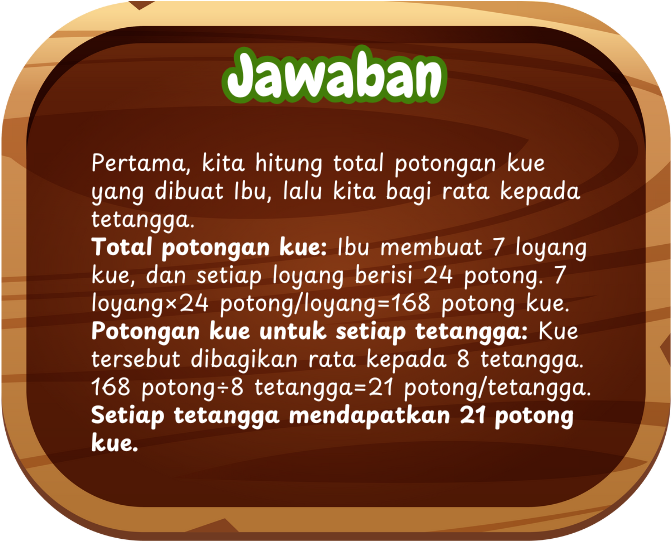 Jawaban
Pertama, kita hitung total potongan kue
yang dibuat Ibu, lalu kita bagi rata kepada
tetangga.
Total potongan kue: Ibu membuat 7 loyang
kue, dan setiap loyang berisi 24 potong. 7
loyang×24 potong/loyang=168 potong kue.
Potongan kue untuk setiap tetangga: Kue
tersebut dibagikan rata kepada 8 tetangga.
168 potong÷8 tetangga=21 potong/tetangga.
Setiap tetangga mendapatkan 21 potong
kue.